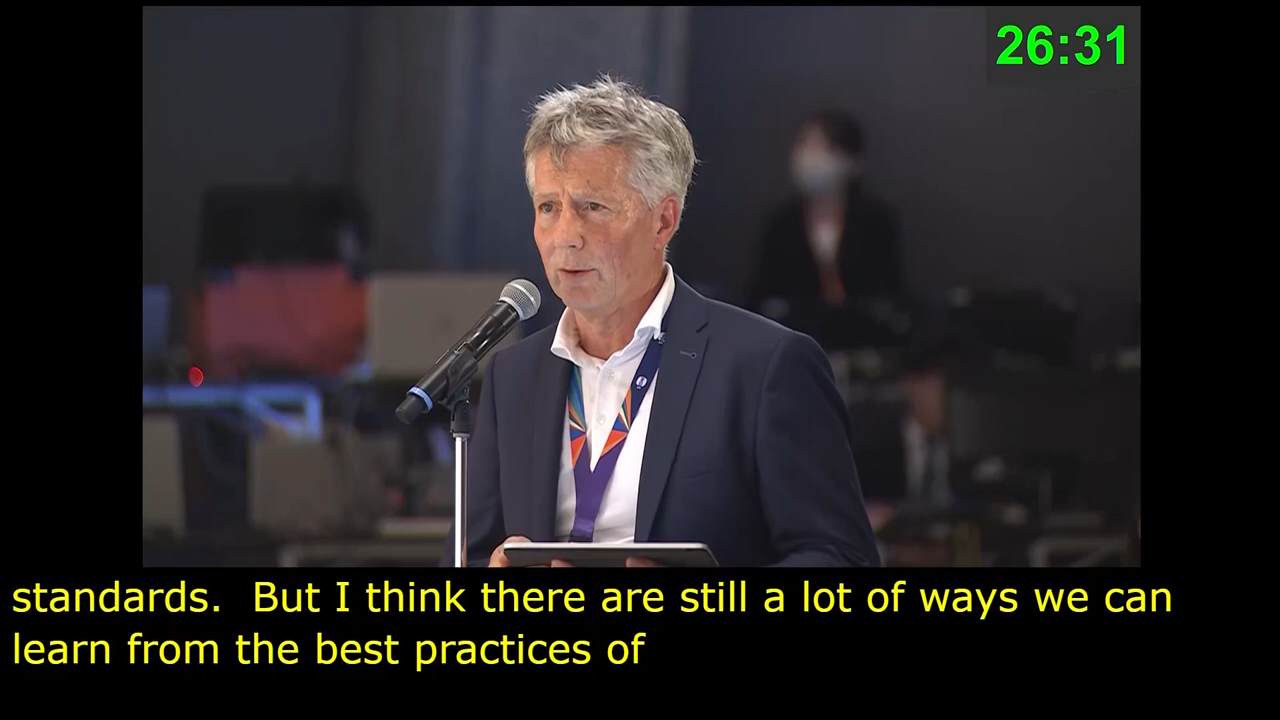 26:31
standards.  But I think there are still a lot of ways we can
learn from the best practices of